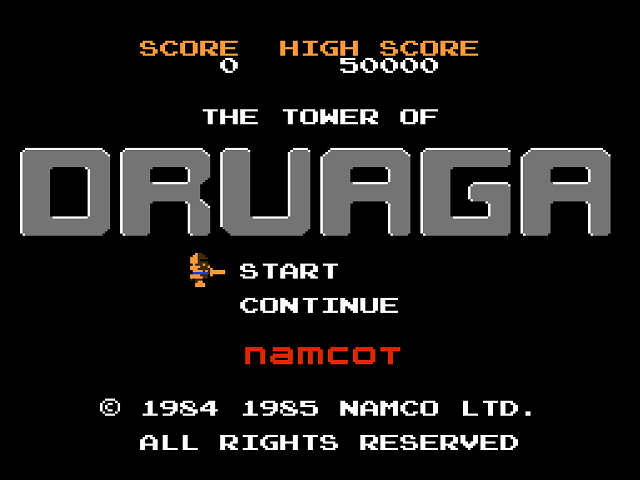 SCORE HIGH SCORE
0 50000
THE TOWER OF
DRUAGA
START
CONTINUE
namcot
© 1984 1985 NAMCO LTD.
ALL RIGHTS RESERVED